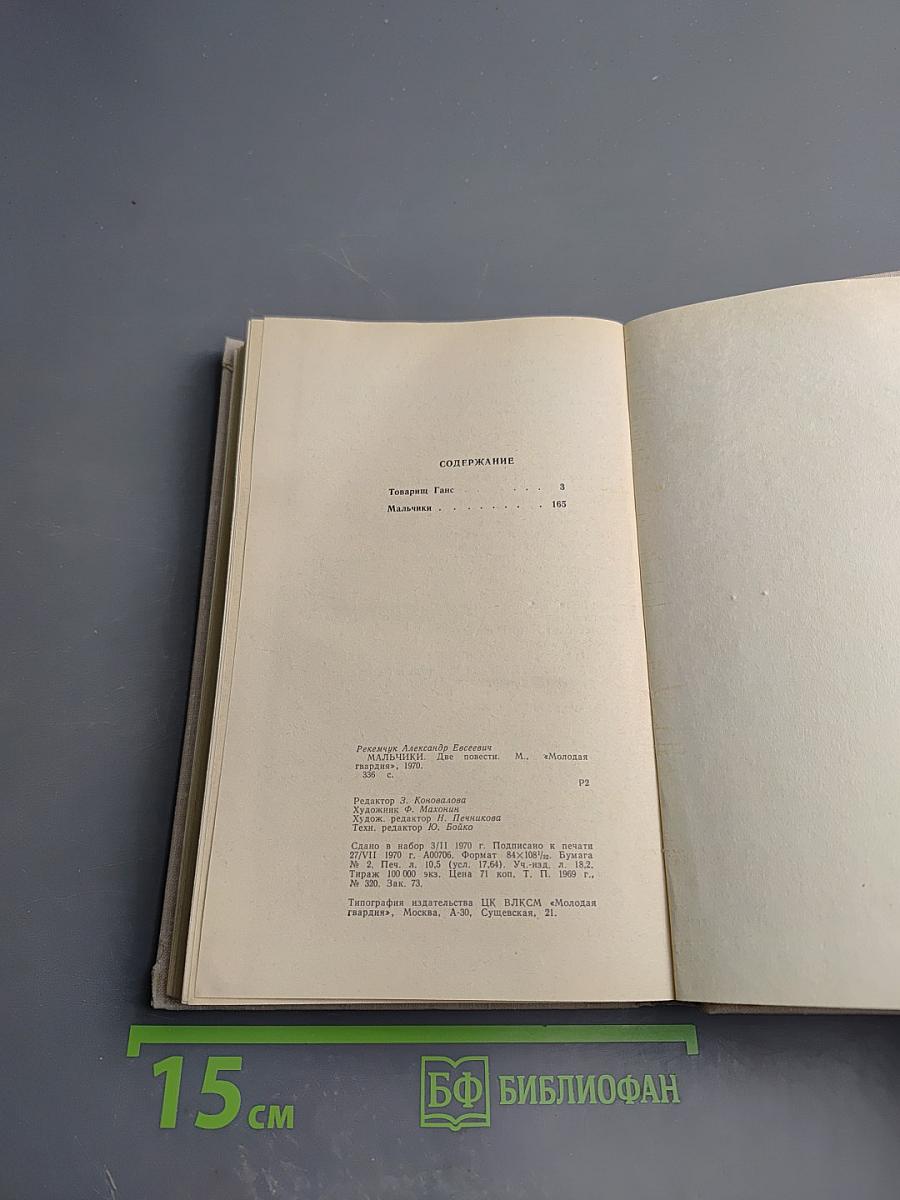 СОДЕРЖАНИЕ
Товарищ Ганс . . . . . . 3
Мальчики . . . . . . . . 165
Рекемчук Александр Евсеевич
МАЛЬЧИКИ. Две повести. М., «Молодая
гвардия», 1970.
336 с.
Р2
Редактор З. Коновалова
Художник Ф. Махонин
Худож. редактор Н. Печникова
Техн. редактор Ю. Бойко
Сдано в набор 3/II 1970 г. Подписано к печати
27/VII 1970 г. А00706. Формат 84×108¹/₃₂. Бумага
№ 2. Печ. л. 10,5 (усл. 17,64). Уч.-изд. л. 18,2.
Тираж 100 000 экз. Цена 71 коп. Т. П. 1969 г.,
№ 320. Зак. 73.
Типография издательства ЦК ВЛКСМ «Молодая
гвардия», Москва, А-30, Сущевская, 21.
15 см
БФ БИБЛИОФАН